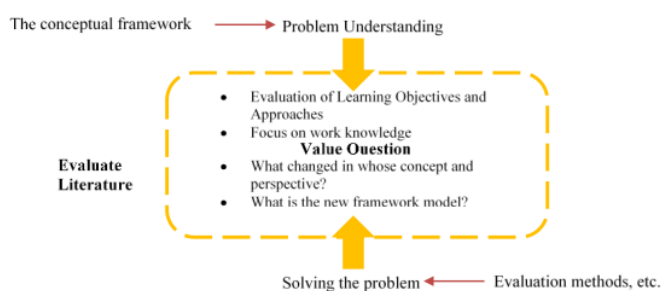 The conceptual framework
Problem Understanding
• Evaluation of Learning Objectives and
Approaches
• Focus on work knowledge
Value Question
• What changed in whose concept and
perspective?
• What is the new framework model?
Evaluate
Literature
Solving the problem
Evaluation methods, etc.